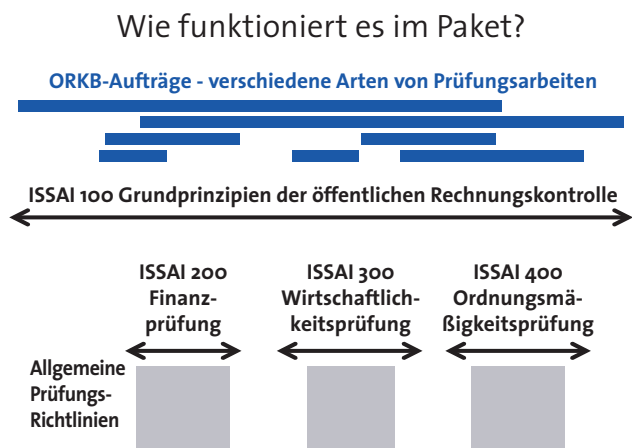 Wie funktioniert es im Paket?
ORKB-Aufträge - verschiedene Arten von Prüfungsarbeiten
ISSAI 100 Grundprinzipien der öffentlichen Rechnungskontrolle
ISSAI 200
Finanz-
prüfung
ISSAI 300
Wirtschaftlich-
keitsprüfung
ISSAI 400
Ordnungsmä-
ßigkeitsprüfung
Allgemeine
Prüfungs-
Richtlinien